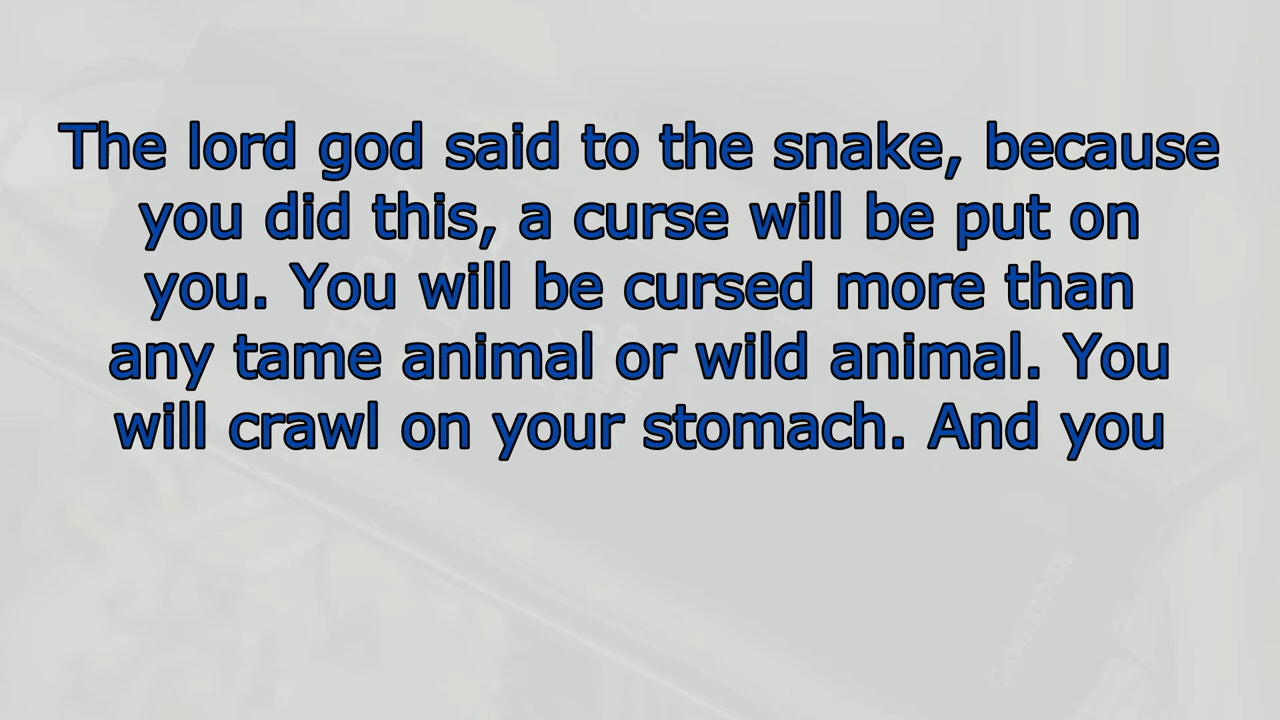 The lord god said to the snake, because
you did this, a curse will be put on
you. You will be cursed more than
any tame animal or wild animal. You
will crawl on your stomach. And you
CAMBRIDGE